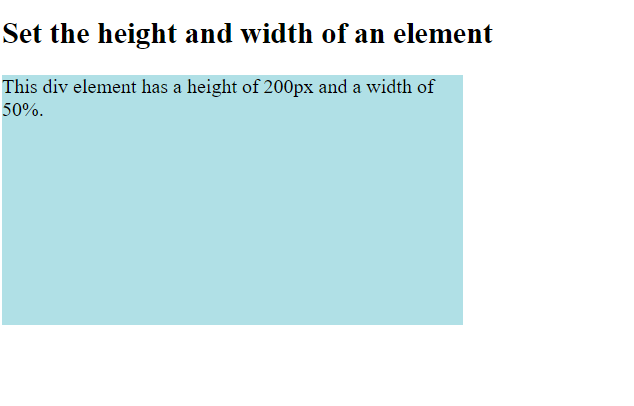 Set the height and width of an element
This div element has a height of 200px and a width of
50%.